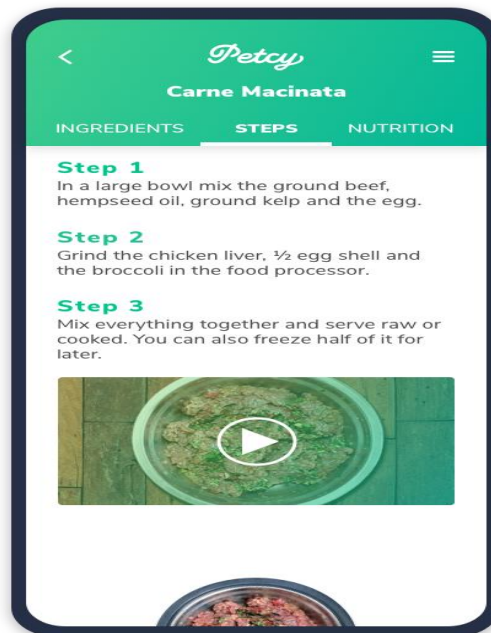 Petcy
Carne Macinata
INGREDIENTS STEPS NUTRITION
Step 1
In a large bowl mix the ground beef,
hempseed oil, ground kelp and the egg.
Step 2
Grind the chicken liver, ½ egg shell and
the broccoli in the food processor.
Step 3
Mix everything together and serve raw or
cooked. You can also freeze half of it for
later.